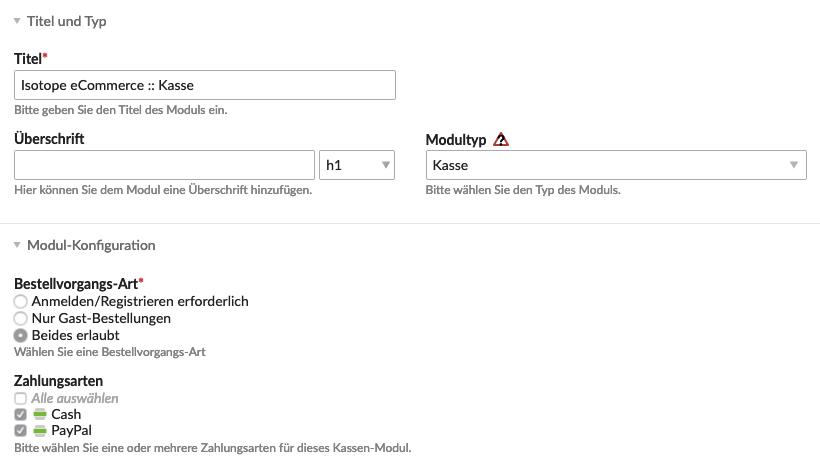 Titel und Typ
Titel*
Isotope eCommerce :: Kasse
Bitte geben Sie den Titel des Moduls ein.
Überschrift
h1
Hier können Sie dem Modul eine Überschrift hinzufügen.
Modultyp
Kasse
Bitte wählen Sie den Typ des Moduls.
Modul-Konfiguration
Bestellvorgangs-Art*
Anmelden/Registrieren erforderlich
Nur Gast-Bestellungen
Beides erlaubt
Wählen Sie eine Bestellvorgangs-Art
Zahlungsarten
Alle auswählen
Cash
PayPal
Bitte wählen Sie eine oder mehrere Zahlungsarten für dieses Kassen-Modul.